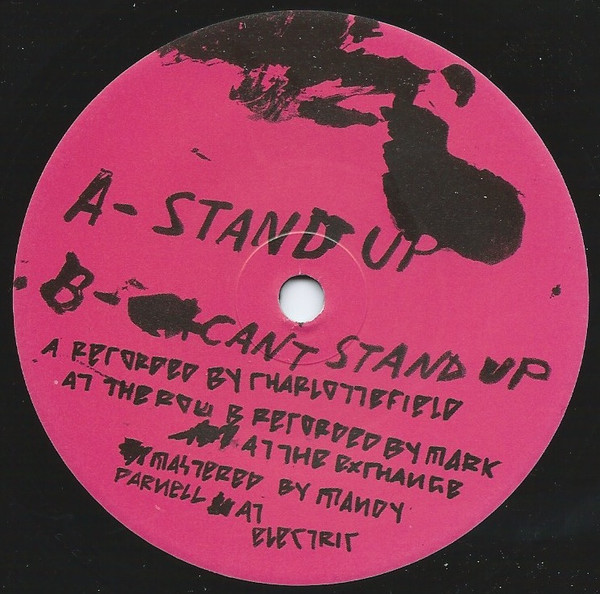 A- STAND UP
B- CANT STAND UP
A RECORDED BY CHARLOTTEFIELD
AT THE ROW B RECORDED BY MARK
AT THE EXCHANGE
MASTERED BY MANDY
PARNELL AT
ELECTRIC